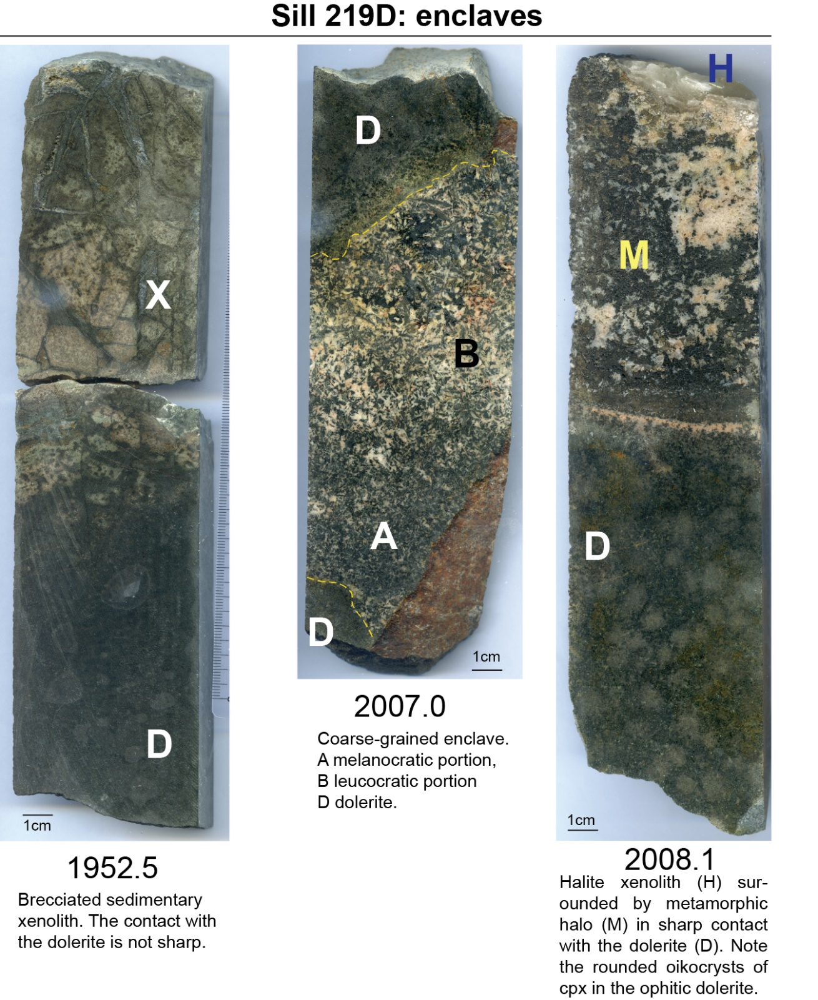 Sill 219D: enclaves
X
D
1cm
1952.5
Brecciated sedimentary
xenolith. The contact with
the dolerite is not sharp.
D
B
A
D
1cm
2007.0
Coarse-grained enclave.
A melanocratic portion,
B leucocratic portion
D dolerite.
H
M
D
1cm
2008.1
Halite xenolith (H) sur-
ounded by metamorphic
halo (M) in sharp contact
with the dolerite (D). Note
the rounded oikocrysts of
cpx in the ophitic dolerite.